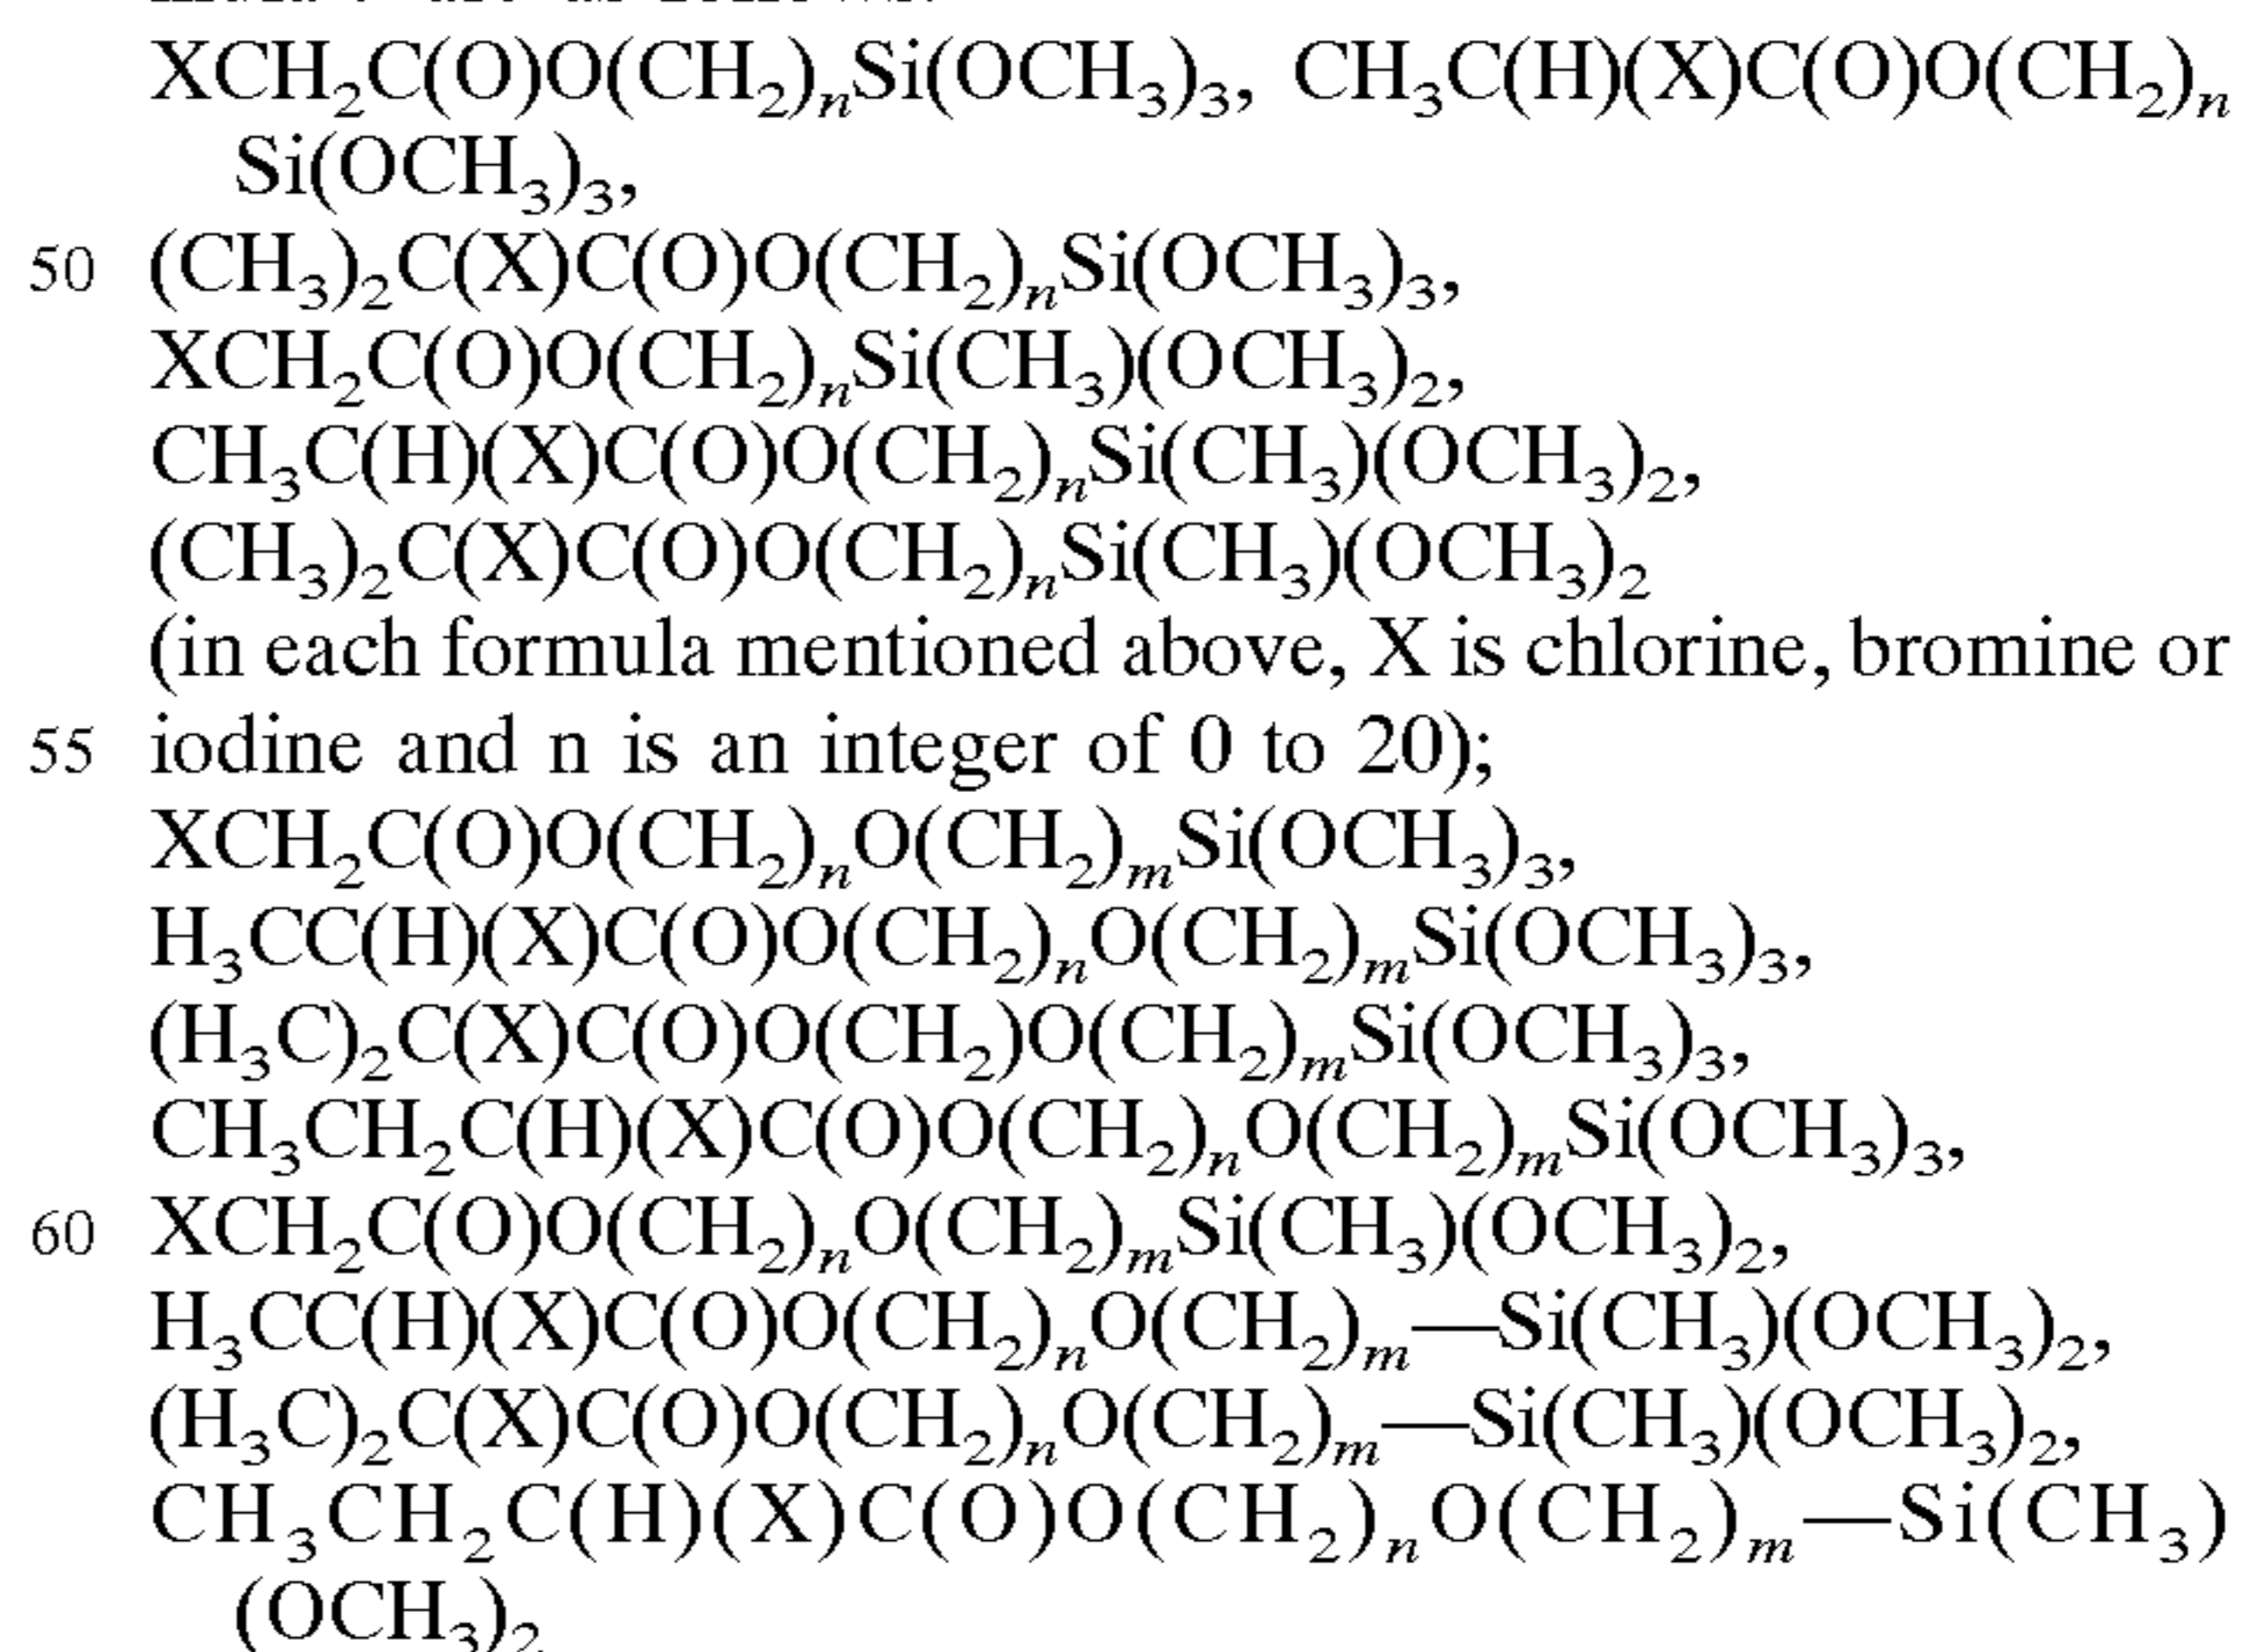 XCH₂C(O)O(CH₂)ₙSi(OCH₃)₃, CH₃C(H)(X)C(O)O(CH₂)ₙ
Si(OCH₃)₃,
50 (CH₃)₂C(X)C(O)O(CH₂)ₙSi(OCH₃)₃,
XCH₂C(O)O(CH₂)ₙSi(CH₃)(OCH₃)₂,
CH₃C(H)(X)C(O)O(CH₂)ₙSi(CH₃)(OCH₃)₂,
(CH₃)₂C(X)C(O)O(CH₂)ₙSi(CH₃)(OCH₃)₂
(in each formula mentioned above, X is chlorine, bromine or
55 iodine and n is an integer of 0 to 20);
XCH₂C(O)O(CH₂)ₙO(CH₂)ₘSi(OCH₃)₃,
H₃CC(H)(X)C(O)O(CH₂)ₙO(CH₂)ₘSi(OCH₃)₃,
(H₃C)₂C(X)C(O)O(CH₂)O(CH₂)ₘSi(OCH₃)₃,
CH₃CH₂C(H)(X)C(O)O(CH₂)ₙO(CH₂)ₘSi(OCH₃)₃,
60 XCH₂C(O)O(CH₂)ₙO(CH₂)ₘSi(CH₃)(OCH₃)₂,
H₃CC(H)(X)C(O)O(CH₂)ₙO(CH₂)ₘ—Si(CH₃)(OCH₃)₂,
(H₃C)₂C(X)C(O)O(CH₂)ₙO(CH₂)ₘ—Si(CH₃)(OCH₃)₂,
CH₃CH₂C(H)(X)C(O)O(CH₂)ₙO(CH₂)ₘ—Si(CH₃)
(OCH₃)₂